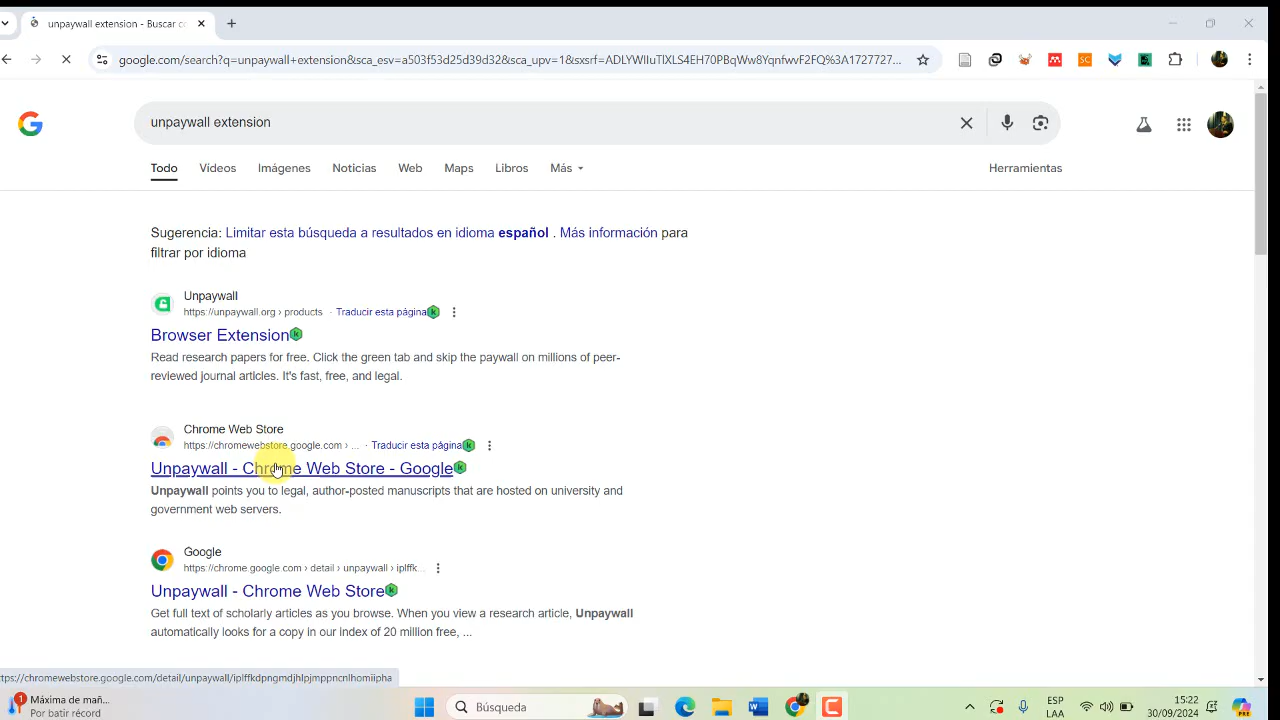 unpaywall extension - Buscar co
google.com/search?q=unpaywall+extension&sca_esv=a503f53d25d39d32&sca_upv=1&sxsrf=ADLYWIIuTlXLS4EH70PBqWw8YqnfwvF2FQ%3A1727727...
unpaywall extension
Todo Videos Imágenes Noticias Web Maps Libros Más Herramientas
Sugerencia: Limitar esta búsqueda a resultados en idioma español . Más información para
filtrar por idioma
Unpaywall
https://unpaywall.org › products · Traducir esta página
Browser Extension
Read research papers for free. Click the green tab and skip the paywall on millions of peer-
reviewed journal articles. It's fast, free, and legal.
Chrome Web Store
https://chromewebstore.google.com › ... · Traducir esta página
Unpaywall - Chrome Web Store - Google
Unpaywall points you to legal, author-posted manuscripts that are hosted on university and
government web servers.
Google
https://chrome.google.com › detail › unpaywall › iplffk...
Unpaywall - Chrome Web Store
Get full text of scholarly articles as you browse. When you view a research article, Unpaywall
automatically looks for a copy in our index of 20 million free, ...
ttps://chromewebstore.google.com/detail/unpaywall/iplffkdpngmdjhlpjmppncnlhomiipha
1
Máxima de mañ...
Por batir récord
Búsqueda
ESP
LAA
15:22
30/09/2024
PRE
SC